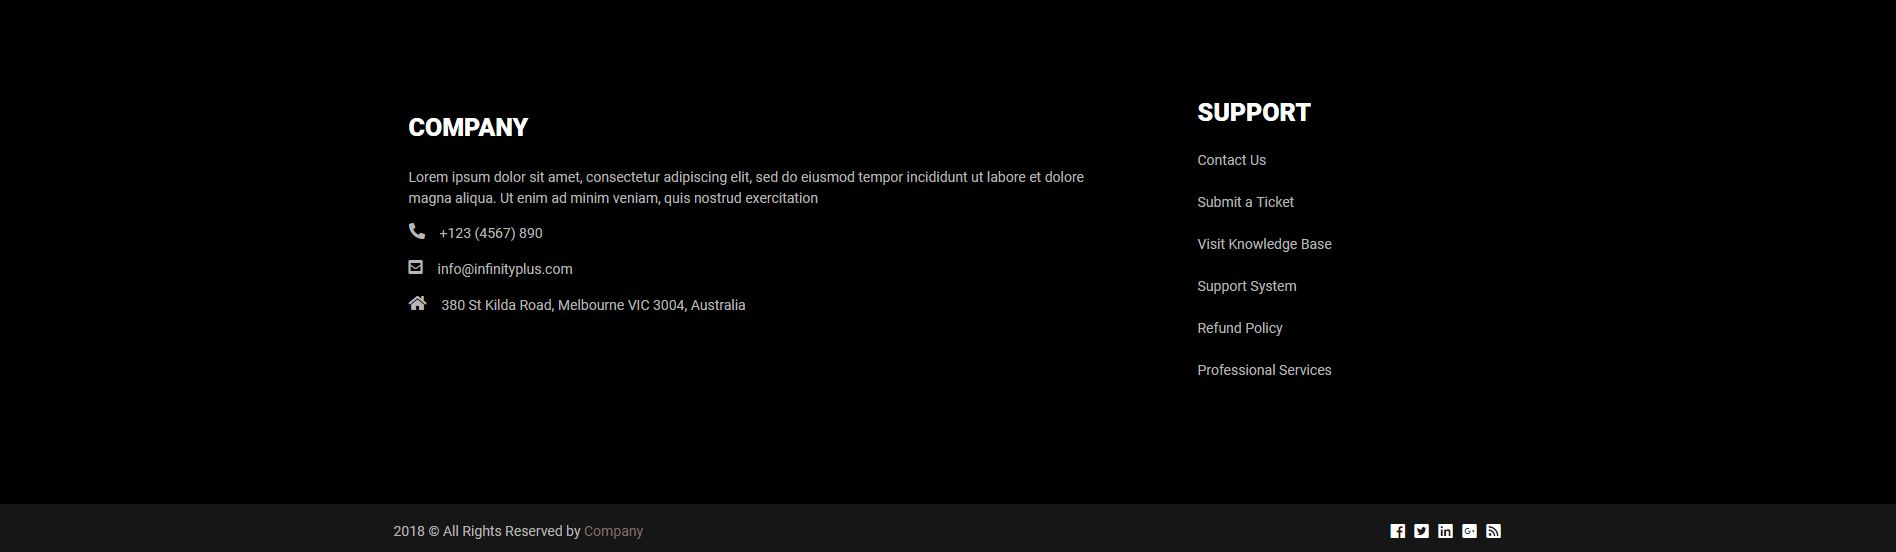 COMPANY
Lorem ipsum dolor sit amet, consectetur adipiscing elit, sed do eiusmod tempor incididunt ut labore et dolore
magna aliqua. Ut enim ad minim veniam, quis nostrud exercitation
+123 (4567) 890
info@infinityplus.com
380 St Kilda Road, Melbourne VIC 3004, Australia
SUPPORT
Contact Us
Submit a Ticket
Visit Knowledge Base
Support System
Refund Policy
Professional Services
2018 © All Rights Reserved by Company